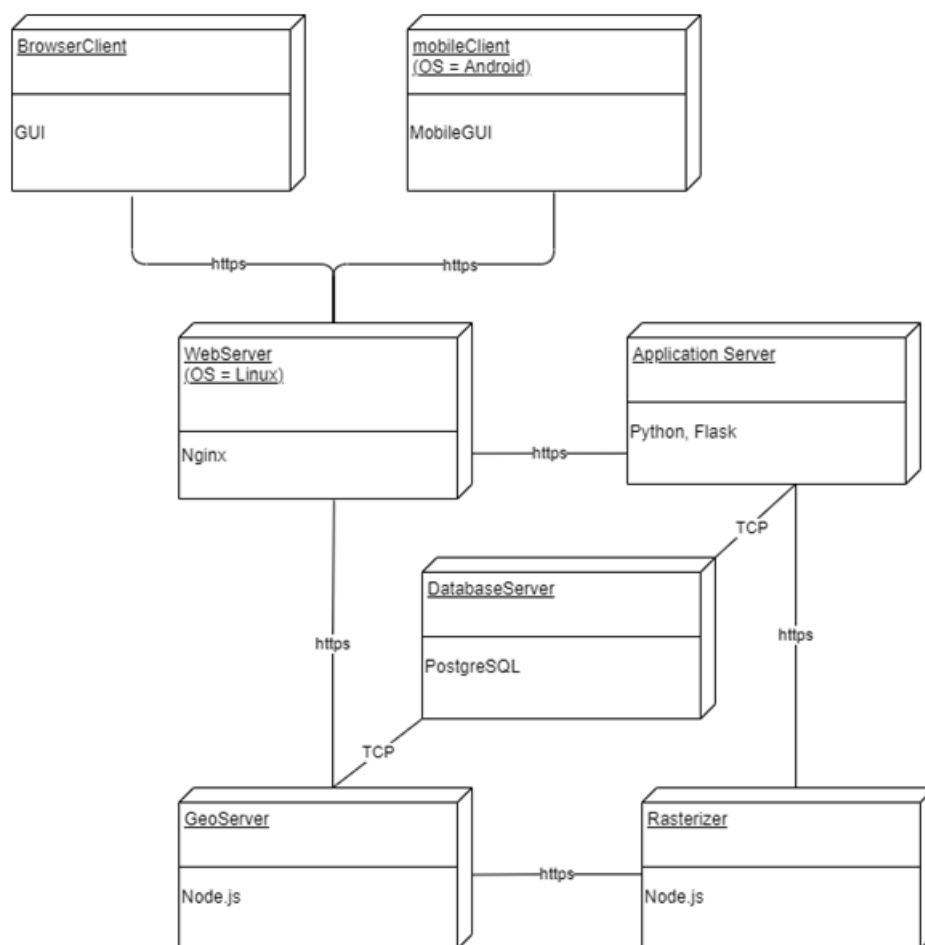 BrowserClient
GUI
mobileClient
(OS = Android)
MobileGUI
https
https
WebServer
(OS = Linux)
Nginx
https
Application Server
Python, Flask
TCP
DatabaseServer
PostgreSQL
https
https
TCP
GeoServer
Node.js
https
Rasterizer
Node.js